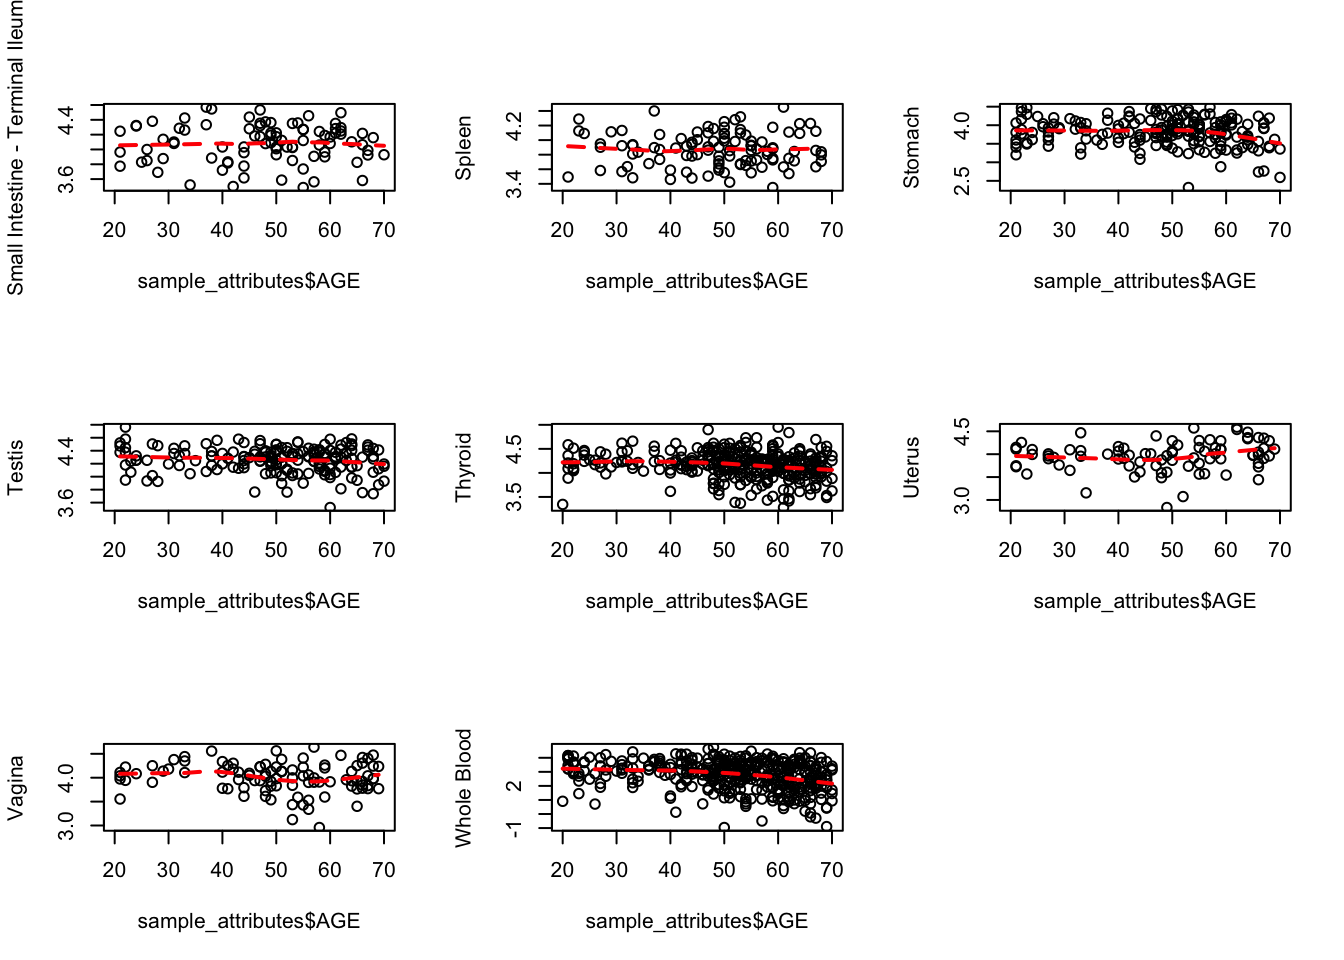 Small Intestine - Terminal Ileum
4.4
3.6
20 30 40 50 60 70
sample_attributes$AGE
Spleen
4.2
3.4
20 30 40 50 60 70
sample_attributes$AGE
Stomach
4.0
2.5
20 30 40 50 60 70
sample_attributes$AGE
Testis
4.4
3.6
20 30 40 50 60 70
sample_attributes$AGE
Thyroid
4.5
3.5
20 30 40 50 60 70
sample_attributes$AGE
Uterus
4.5
3.0
20 30 40 50 60 70
sample_attributes$AGE
Vagina
4.0
3.0
20 30 40 50 60 70
sample_attributes$AGE
Whole Blood
2
-1
20 30 40 50 60 70
sample_attributes$AGE